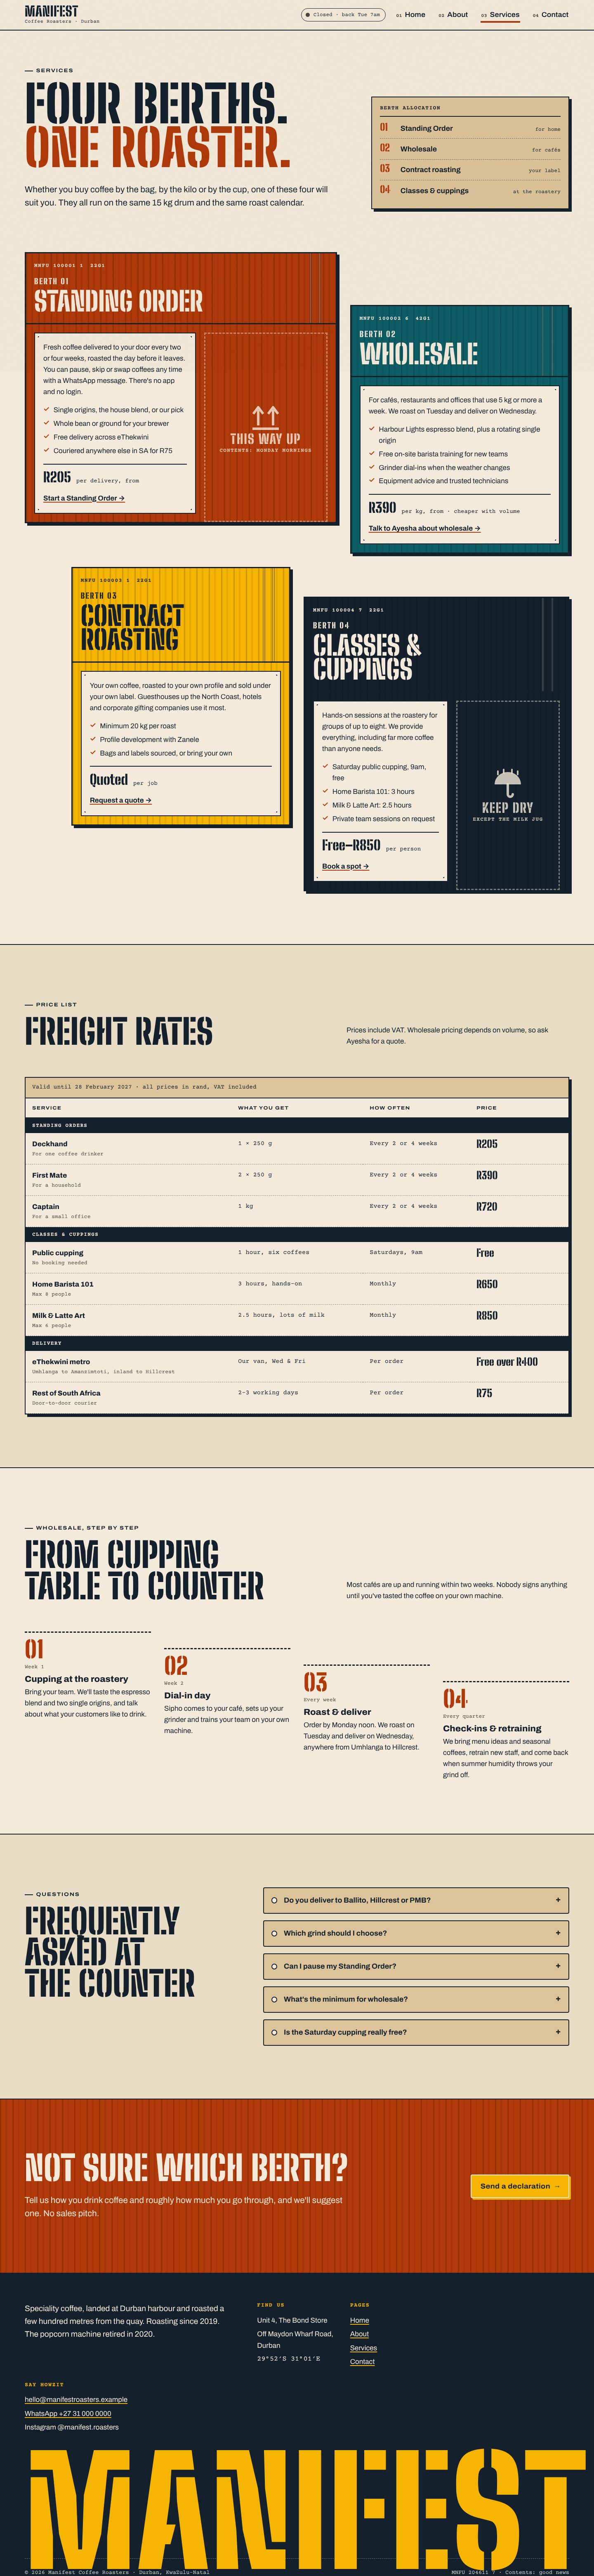 MANIFEST
Coffee Roasters · Durban
Closed · back Tue 7am
01 Home
02 About
03 Services
04 Contact
SERVICES
FOUR BERTHS.
ONE ROASTER.
Whether you buy coffee by the bag, by the kilo or by the cup, one of these four will
suit you. They all run on the same 15 kg drum and the same roast calendar.
BERTH ALLOCATION
01 Standing Order for home
02 Wholesale for cafés
03 Contract roasting your label
04 Classes & cuppings at the roastery
MNFU 100001 1 22G1
BERTH 01
STANDING ORDER
Fresh coffee delivered to your door every two
or four weeks, roasted the day before it leaves.
You can pause, skip or swap coffees any time
with a WhatsApp message. There's no app
and no login.
Single origins, the house blend, or our pick
Whole bean or ground for your brewer
Free delivery across eThekwini
Couriered anywhere else in SA for R75
R205 per delivery, from
Start a Standing Order →
THIS WAY UP
CONTENTS: MONDAY MORNINGS
MNFU 100002 6 42G1
BERTH 02
WHOLESALE
For cafés, restaurants and offices that use 5 kg or more a
week. We roast on Tuesday and deliver on Wednesday.
Harbour Lights espresso blend, plus a rotating single
origin
Free on-site barista training for new teams
Grinder dial-ins when the weather changes
Equipment advice and trusted technicians
R390 per kg, from · cheaper with volume
Talk to Ayesha about wholesale →
MNFU 100003 1 22G1
BERTH 03
CONTRACT
ROASTING
Your own coffee, roasted to your own profile and sold under
your own label. Guesthouses up the North Coast, hotels
and corporate gifting companies use it most.
Minimum 20 kg per roast
Profile development with Zanele
Bags and labels sourced, or bring your own
Quoted per job
Request a quote →
MNFU 100004 7 22G1
BERTH 04
CLASSES &
CUPPINGS
Hands-on sessions at the roastery for
groups of up to eight. We provide
everything, including far more coffee
than anyone needs.
Saturday public cupping, 9am,
free
Home Barista 101: 3 hours
Milk & Latte Art: 2.5 hours
Private team sessions on request
Free–R850 per person
Book a spot →
KEEP DRY
EXCEPT THE MILK JUG
PRICE LIST
FREIGHT RATES
Prices include VAT. Wholesale pricing depends on volume, so ask
Ayesha for a quote.
Valid until 28 February 2027 · all prices in rand, VAT included
SERVICE WHAT YOU GET HOW OFTEN PRICE
STANDING ORDERS
Deckhand 1 × 250 g Every 2 or 4 weeks R205
For one coffee drinker
First Mate 2 × 250 g Every 2 or 4 weeks R390
For a household
Captain 1 kg Every 2 or 4 weeks R720
For a small office
CLASSES & CUPPINGS
Public cupping 1 hour, six coffees Saturdays, 9am Free
No booking needed
Home Barista 101 3 hours, hands-on Monthly R650
Max 8 people
Milk & Latte Art 2.5 hours, lots of milk Monthly R850
Max 6 people
DELIVERY
eThekwini metro Our van, Wed & Fri Per order Free over R400
Umhlanga to Amanzimtoti, inland to Hillcrest
Rest of South Africa 2–3 working days Per order R75
Door-to-door courier
WHOLESALE, STEP BY STEP
FROM CUPPING
TABLE TO COUNTER
Most cafés are up and running within two weeks. Nobody signs anything
until you've tasted the coffee on your own machine.
01
Week 1
Cupping at the roastery
Bring your team. We'll taste the espresso
blend and two single origins, and talk
about what your customers like to drink.
02
Week 2
Dial-in day
Sipho comes to your café, sets up your
grinder and trains your team on your own
machine.
03
Every week
Roast & deliver
Order by Monday noon. We roast on
Tuesday and deliver on Wednesday,
anywhere from Umhlanga to Hillcrest.
04
Every quarter
Check-ins & retraining
We bring menu ideas and seasonal
coffees, retrain new staff, and come back
when summer humidity throws your
grind off.
QUESTIONS
FREQUENTLY
ASKED AT
THE COUNTER
Do you deliver to Ballito, Hillcrest or PMB? +
Which grind should I choose? +
Can I pause my Standing Order? +
What's the minimum for wholesale? +
Is the Saturday cupping really free? +
NOT SURE WHICH BERTH?
Tell us how you drink coffee and roughly how much you go through, and we'll suggest
one. No sales pitch.
Send a declaration →
Speciality coffee, landed at Durban harbour and roasted a
few hundred metres from the quay. Roasting since 2019.
The popcorn machine retired in 2020.
FIND US
Unit 4, The Bond Store
Off Maydon Wharf Road,
Durban
29°52′S 31°01′E
PAGES
Home
About
Services
Contact
SAY HOWZIT
hello@manifestroasters.example
WhatsApp +27 31 000 0000
Instagram @manifest.roasters
MANIFEST
© 2026 Manifest Coffee Roasters · Durban, KwaZulu-Natal
MNFU 204611 7 · Contents: good news